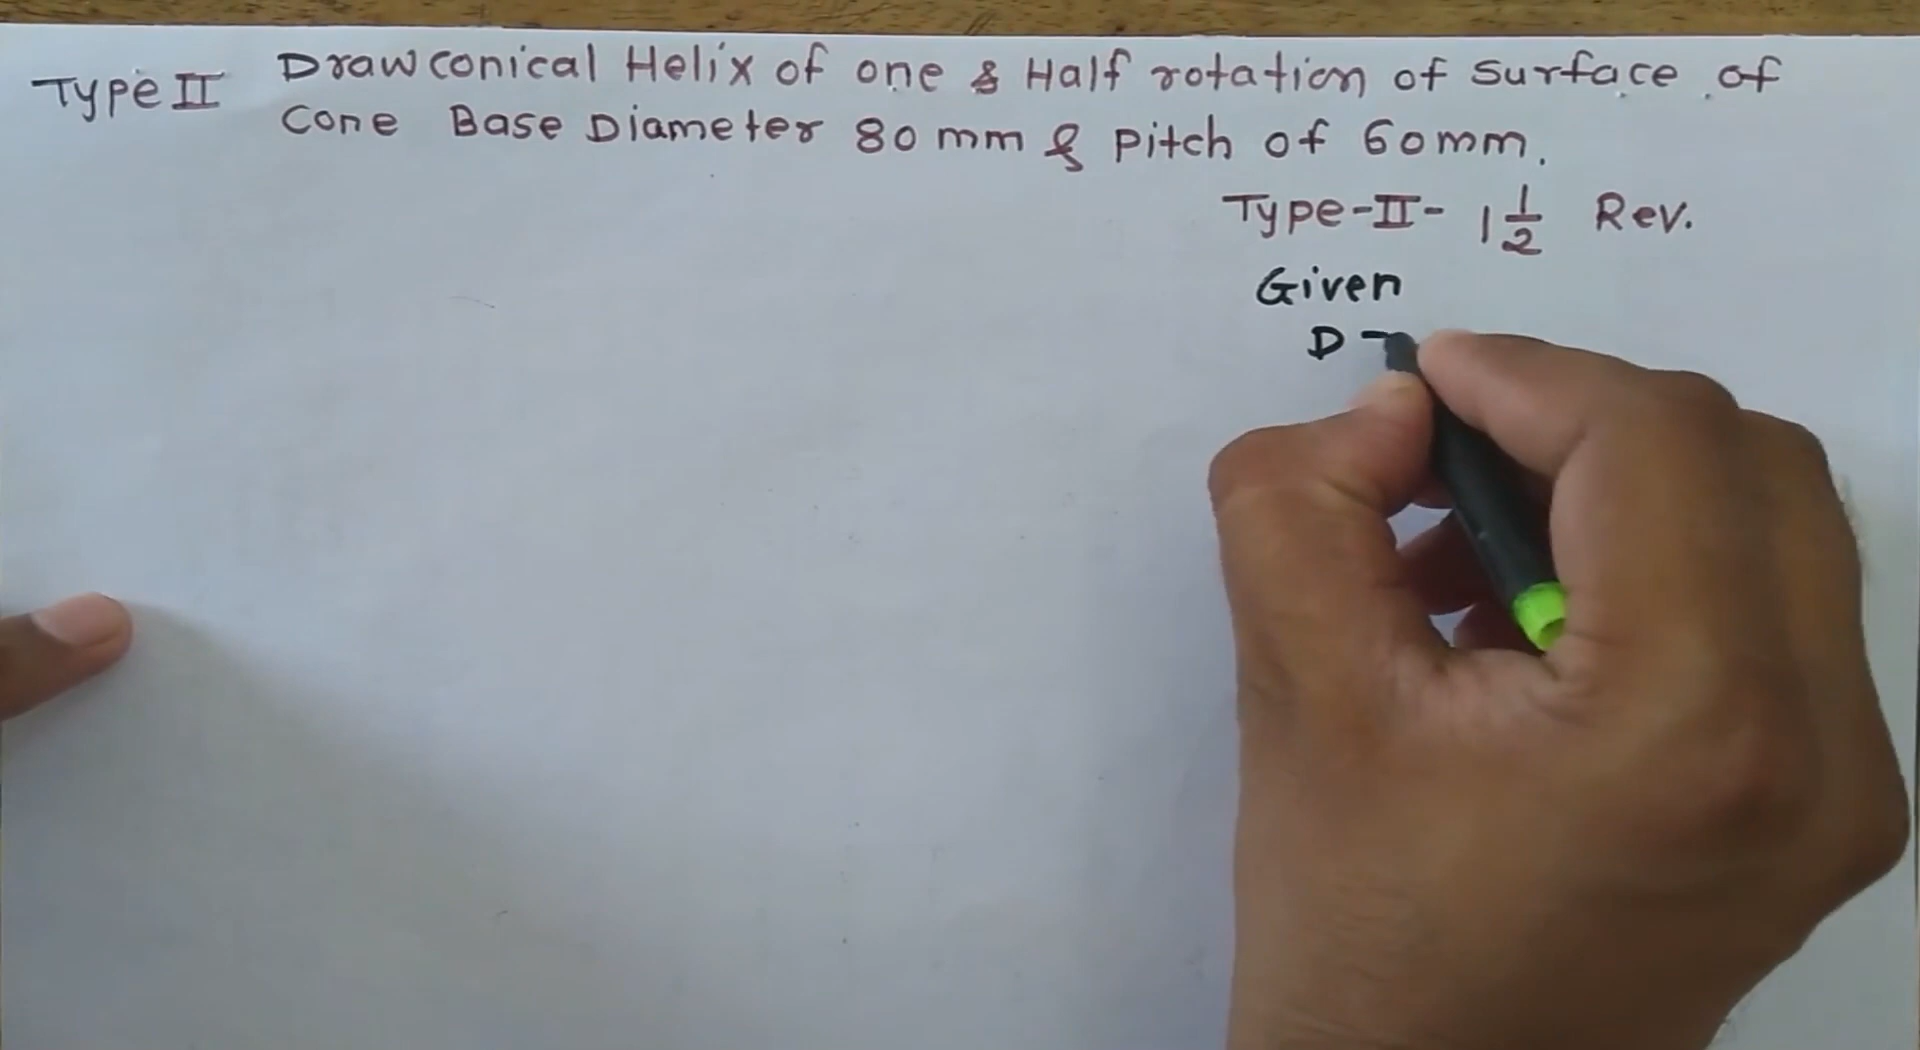 Type II Draw conical Helix of one & Half rotation of surface of
cone Base Diameter 80 mm & pitch of 60mm.
Type-II- 1 1/2 Rev.
Given
D -